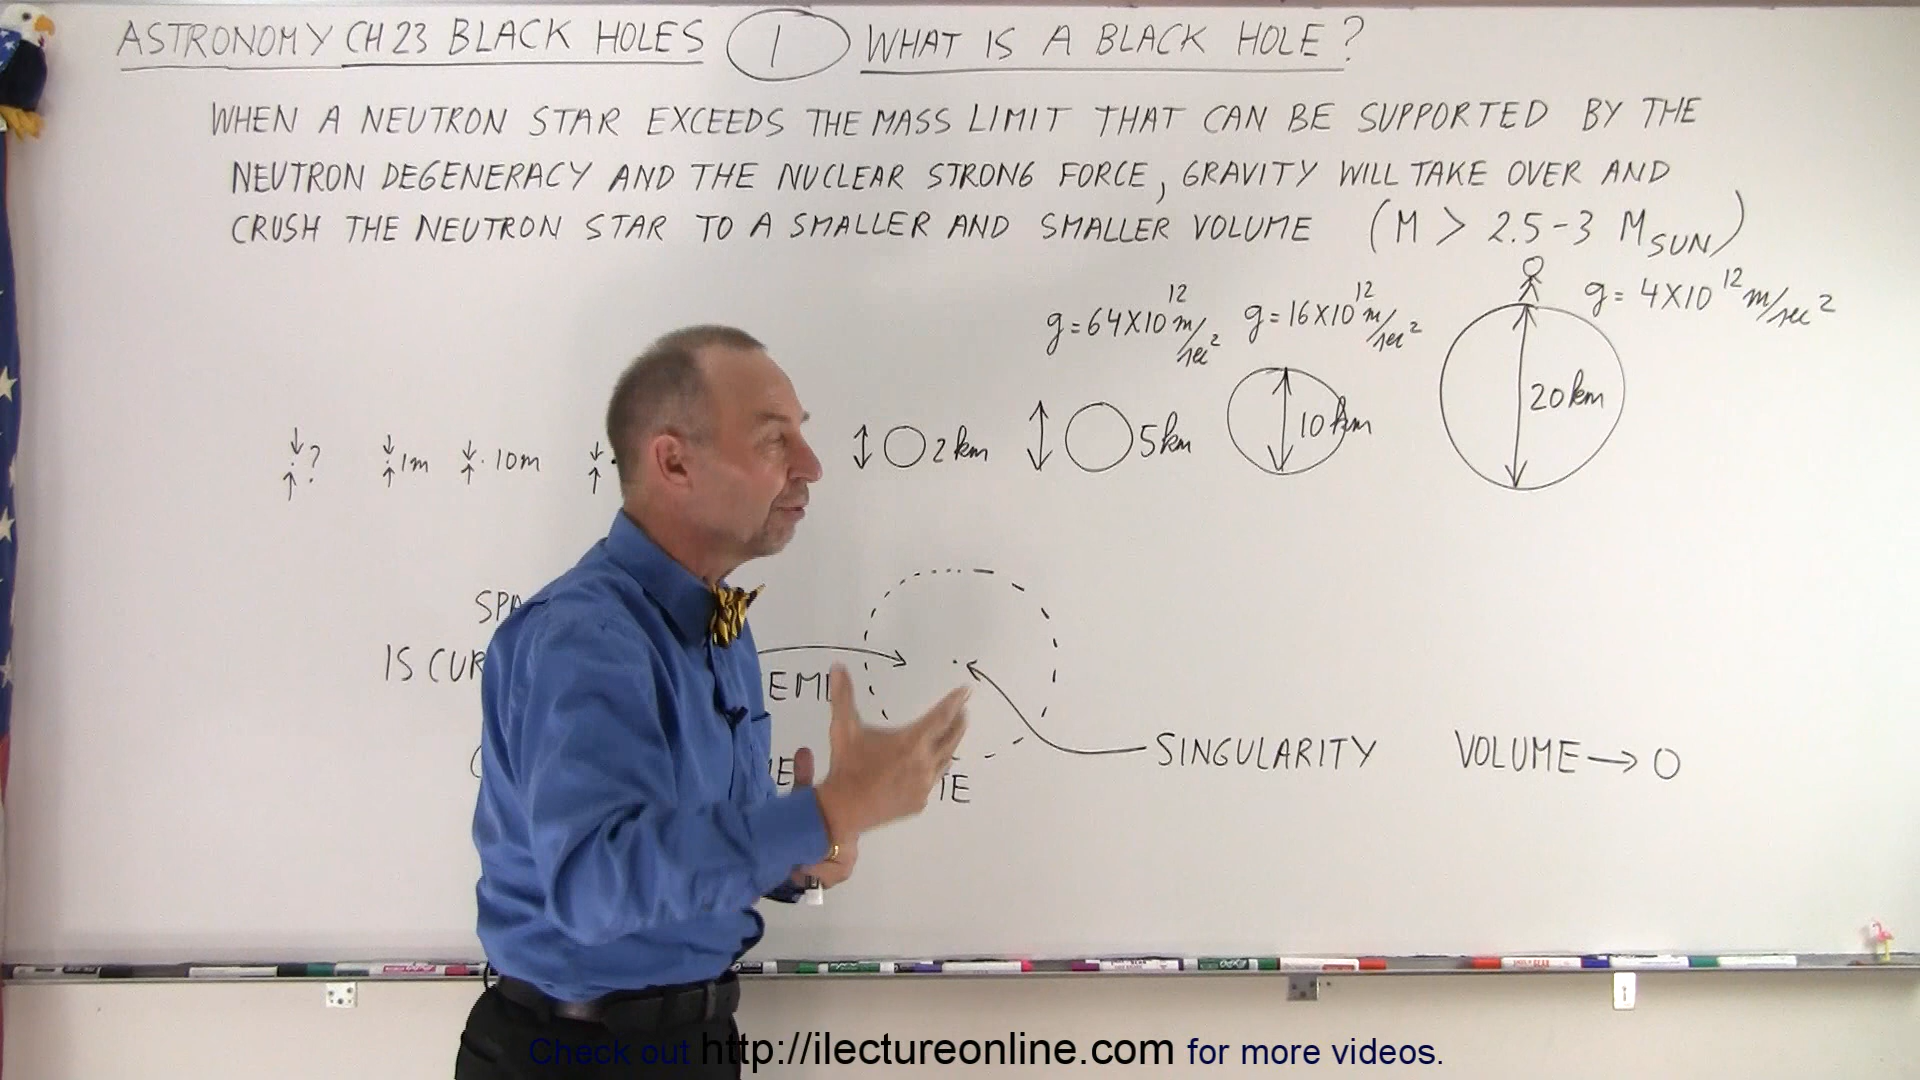 ASTRONOMY CH 23 BLACK HOLES 1 WHAT IS A BLACK HOLE?
WHEN A NEUTRON STAR EXCEEDS THE MASS LIMIT THAT CAN BE SUPPORTED BY THE
NEUTRON DEGENERACY AND THE NUCLEAR STRONG FORCE, GRAVITY WILL TAKE OVER AND
CRUSH THE NEUTRON STAR TO A SMALLER AND SMALLER VOLUME (M > 2.5-3 M_SUN)
g = 64X10^12 m/sec^2 g = 16X10^12 m/sec^2 g = 4X10^12 m/sec^2
? 1m 10m 2km 5km 10km 20km
IS
SINGULARITY VOLUME → 0
Check out http://ilectureonline.com for more videos.